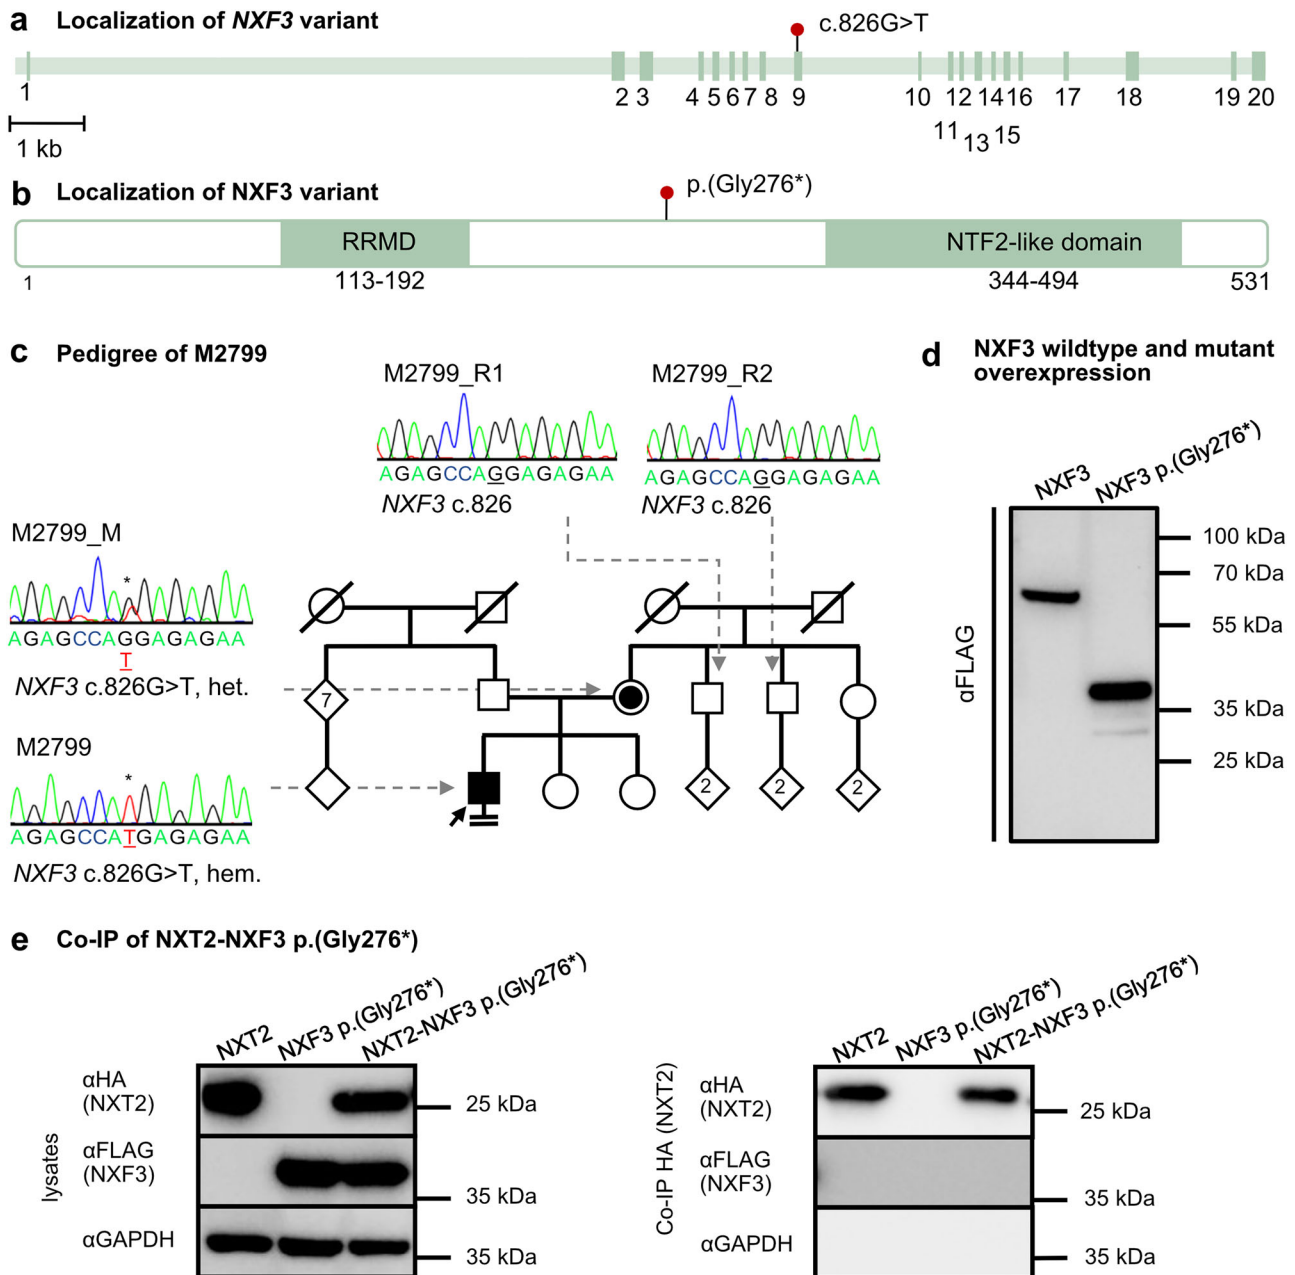 a Localization of NXF3 variant
c.826G>T
1 2 3 4 5 6 7 8 9 10 12 14 16 17 18 19 20
11 13 15
1 kb
b Localization of NXF3 variant
p.(Gly276*)
RRMD NTF2-like domain
1 113-192 344-494 531
c Pedigree of M2799
M2799_R1
AGAGCCAGGAGAGAA
NXF3 c.826
M2799_R2
AGAGCCAGGAGAGAA
NXF3 c.826
M2799_M
*
AGAGCCAGGAGAGAA
T
NXF3 c.826G>T, het.
M2799
*
AGAGCCATGAGAGAA
NXF3 c.826G>T, hem.
7
2 2 2
d NXF3 wildtype and mutant
overexpression
NXF3 NXF3 p.(Gly276*)
αFLAG
100 kDa
70 kDa
55 kDa
35 kDa
25 kDa
e Co-IP of NXT2-NXF3 p.(Gly276*)
NXT2 NXF3 p.(Gly276*) NXT2-NXF3 p.(Gly276*)
lysates
αHA
(NXT2)
25 kDa
αFLAG
(NXF3)
35 kDa
αGAPDH
35 kDa
NXT2 NXF3 p.(Gly276*) NXT2-NXF3 p.(Gly276*)
Co-IP HA (NXT2)
αHA
(NXT2)
25 kDa
αFLAG
(NXF3)
35 kDa
αGAPDH
35 kDa